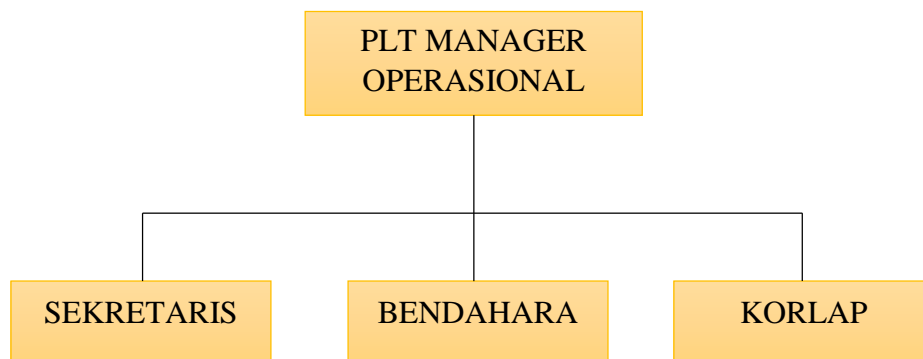 PLT MANAGER
OPERASIONAL
SEKRETARIS
BENDAHARA
KORLAP